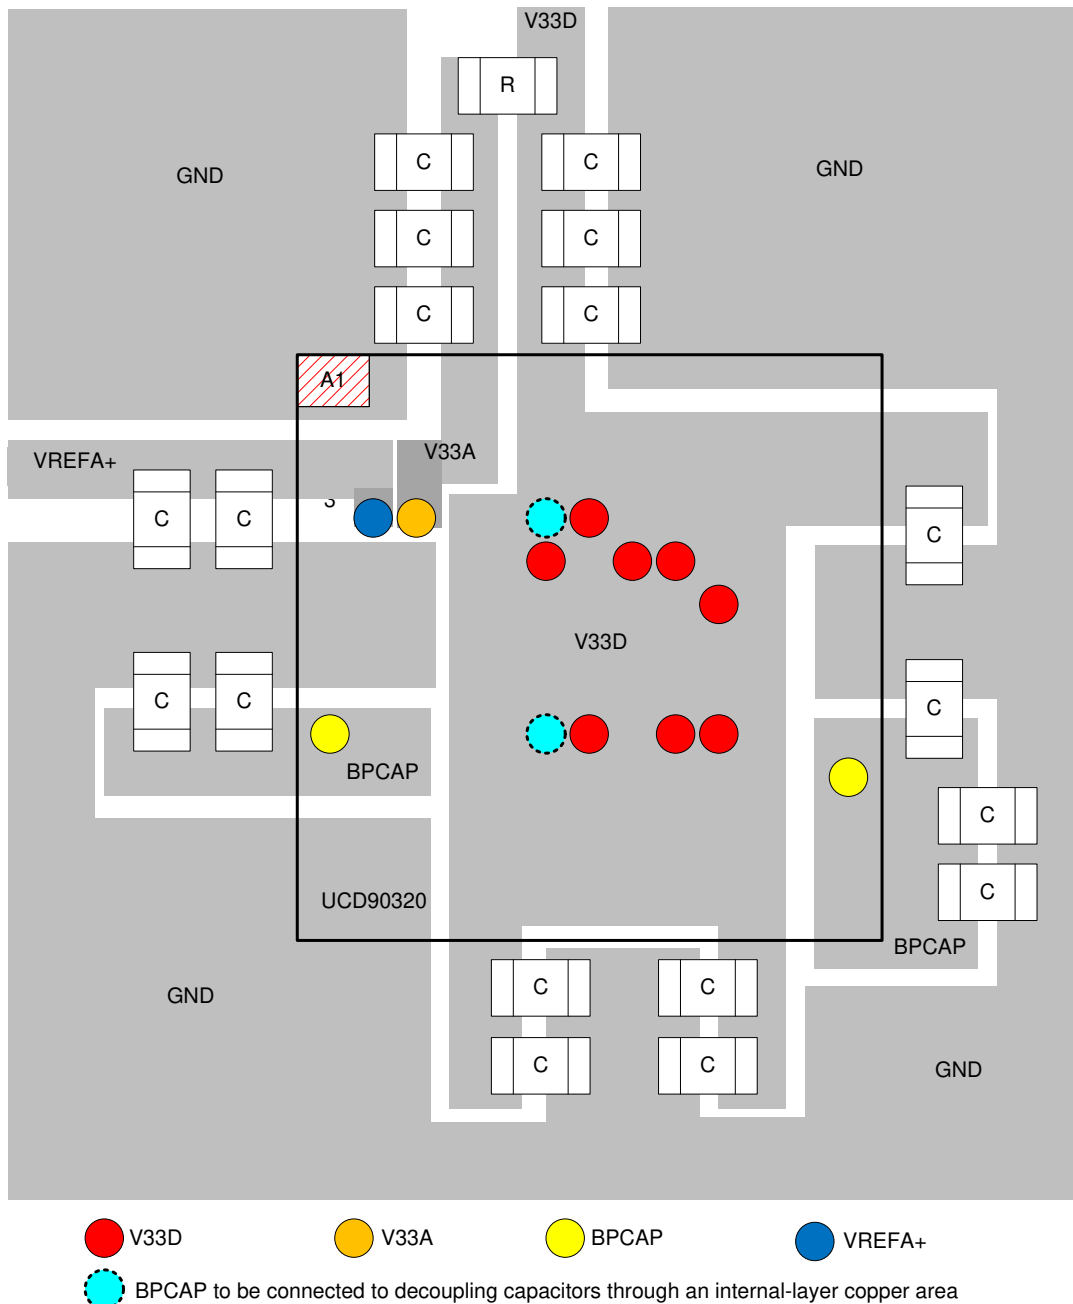 V33D
R
C C
GND GND
C C
C C
A1
V33A
VREFA+
C C
C
V33D
C C
C
BPCAP
C
C
UCD90320
BPCAP
C C
GND
C C
GND
V33D V33A BPCAP VREFA+
BPCAP to be connected to decoupling capacitors through an internal-layer copper area